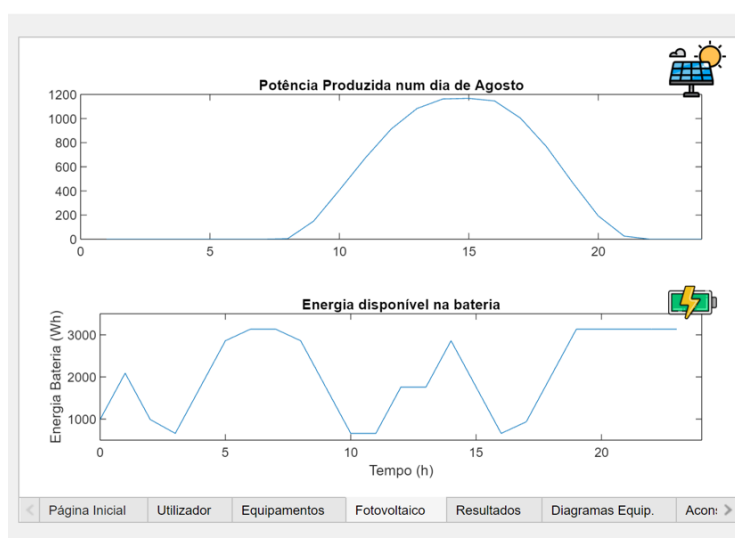 Potência Produzida num dia de Agosto
1200
1000
800
600
400
200
0
0 5 10 15 20
Energia disponível na bateria
Energia Bateria (Wh)
3000
2000
1000
0 5 10 15 20
Tempo (h)
Página Inicial Utilizador Equipamentos Fotovoltaico Resultados Diagramas Equip.